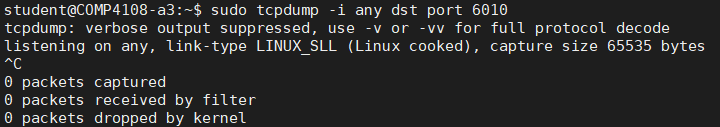 student@COMP4108-a3:~$ sudo tcpdump -i any dst port 6010
tcpdump: verbose output suppressed, use -v or -vv for full protocol decode
listening on any, link-type LINUX_SLL (Linux cooked), capture size 65535 bytes
^C
0 packets captured
0 packets received by filter
0 packets dropped by kernel